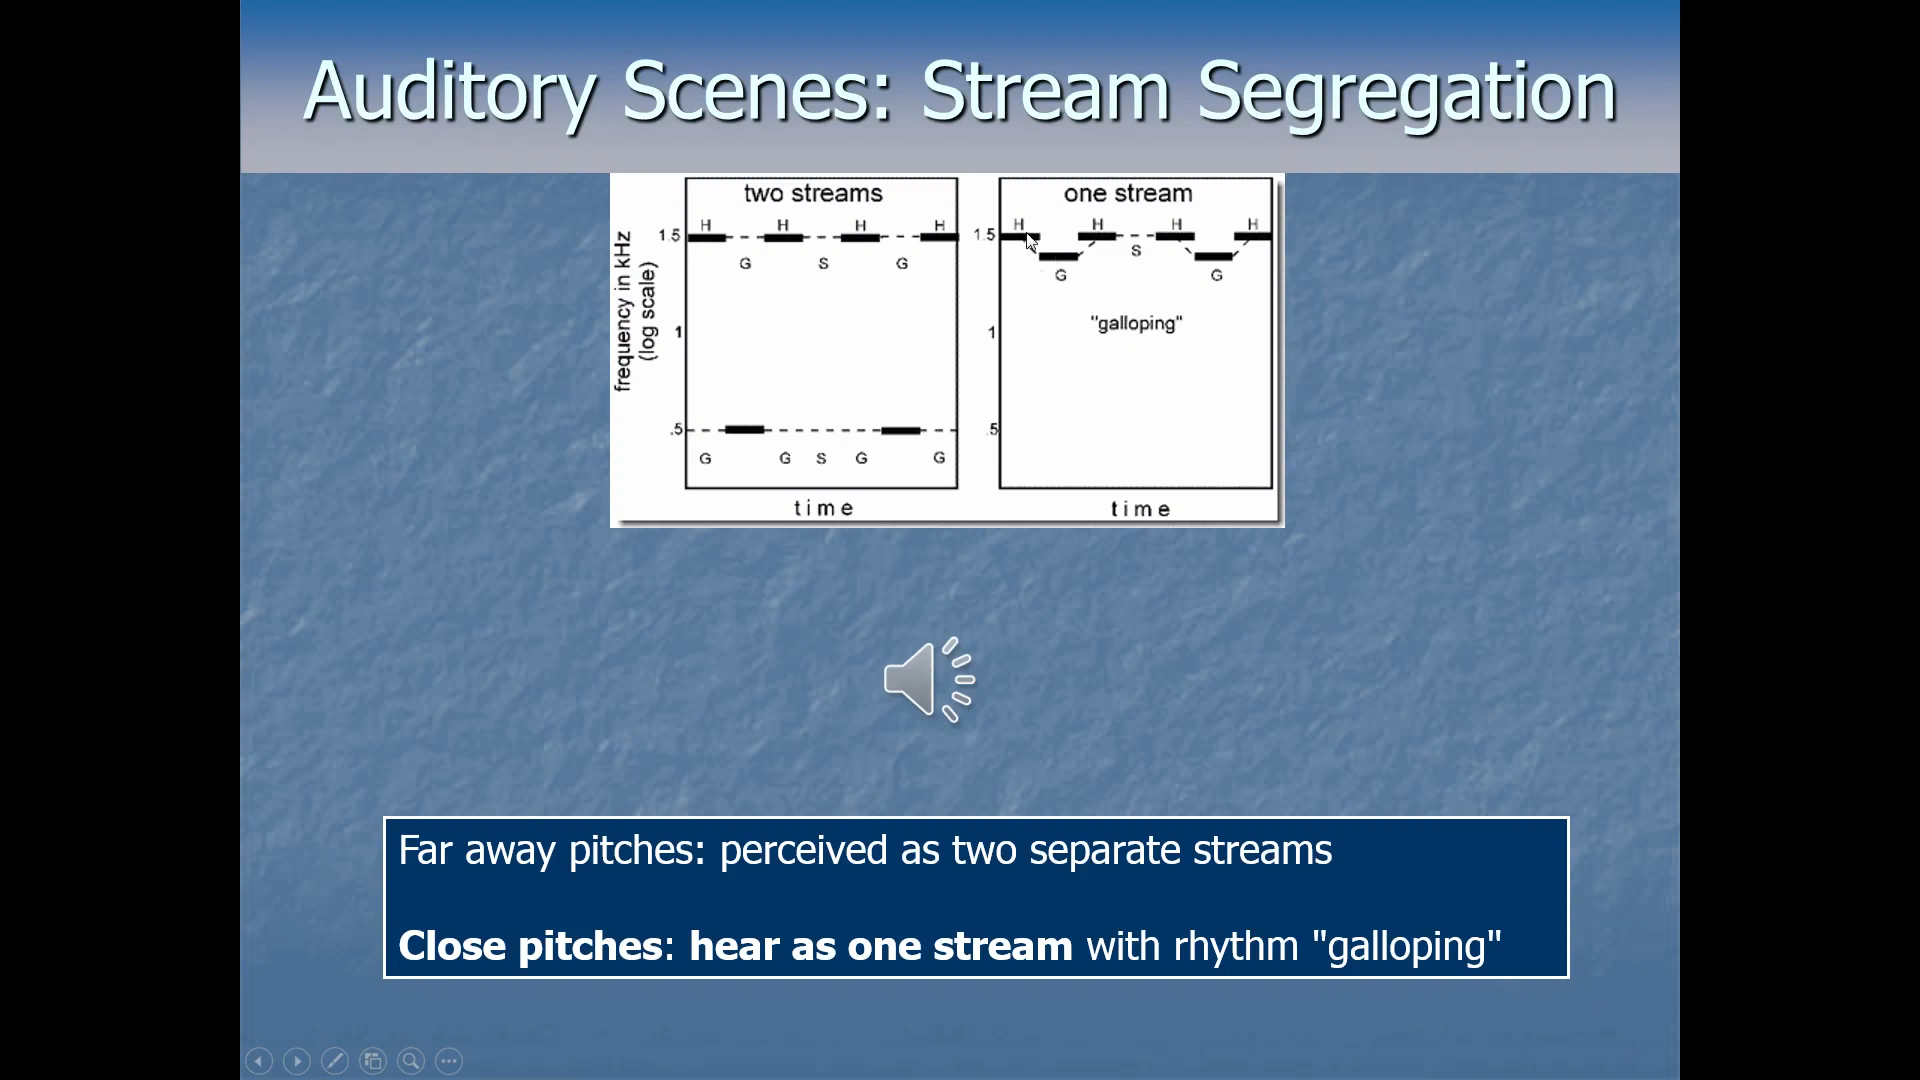 Auditory Scenes: Stream Segregation
two streams
H H H H
1.5
G S G
frequency in kHz
(log scale)
1
.5
G G S G G
time
one stream
H H H H
1.5
S
G G
"galloping"
1
.5
time
Far away pitches: perceived as two separate streams
Close pitches: hear as one stream with rhythm "galloping"